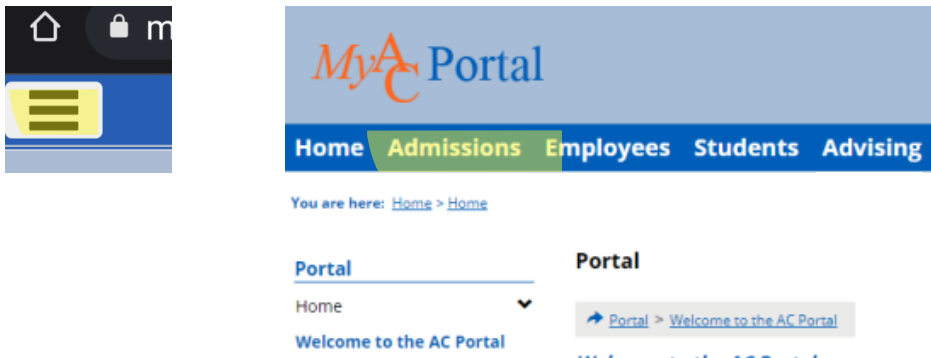 m
MyAC Portal
Home Admissions Employees Students Advising
You are here: Home > Home
Portal
Home
Welcome to the AC Portal
Portal
Portal > Welcome to the AC Portal